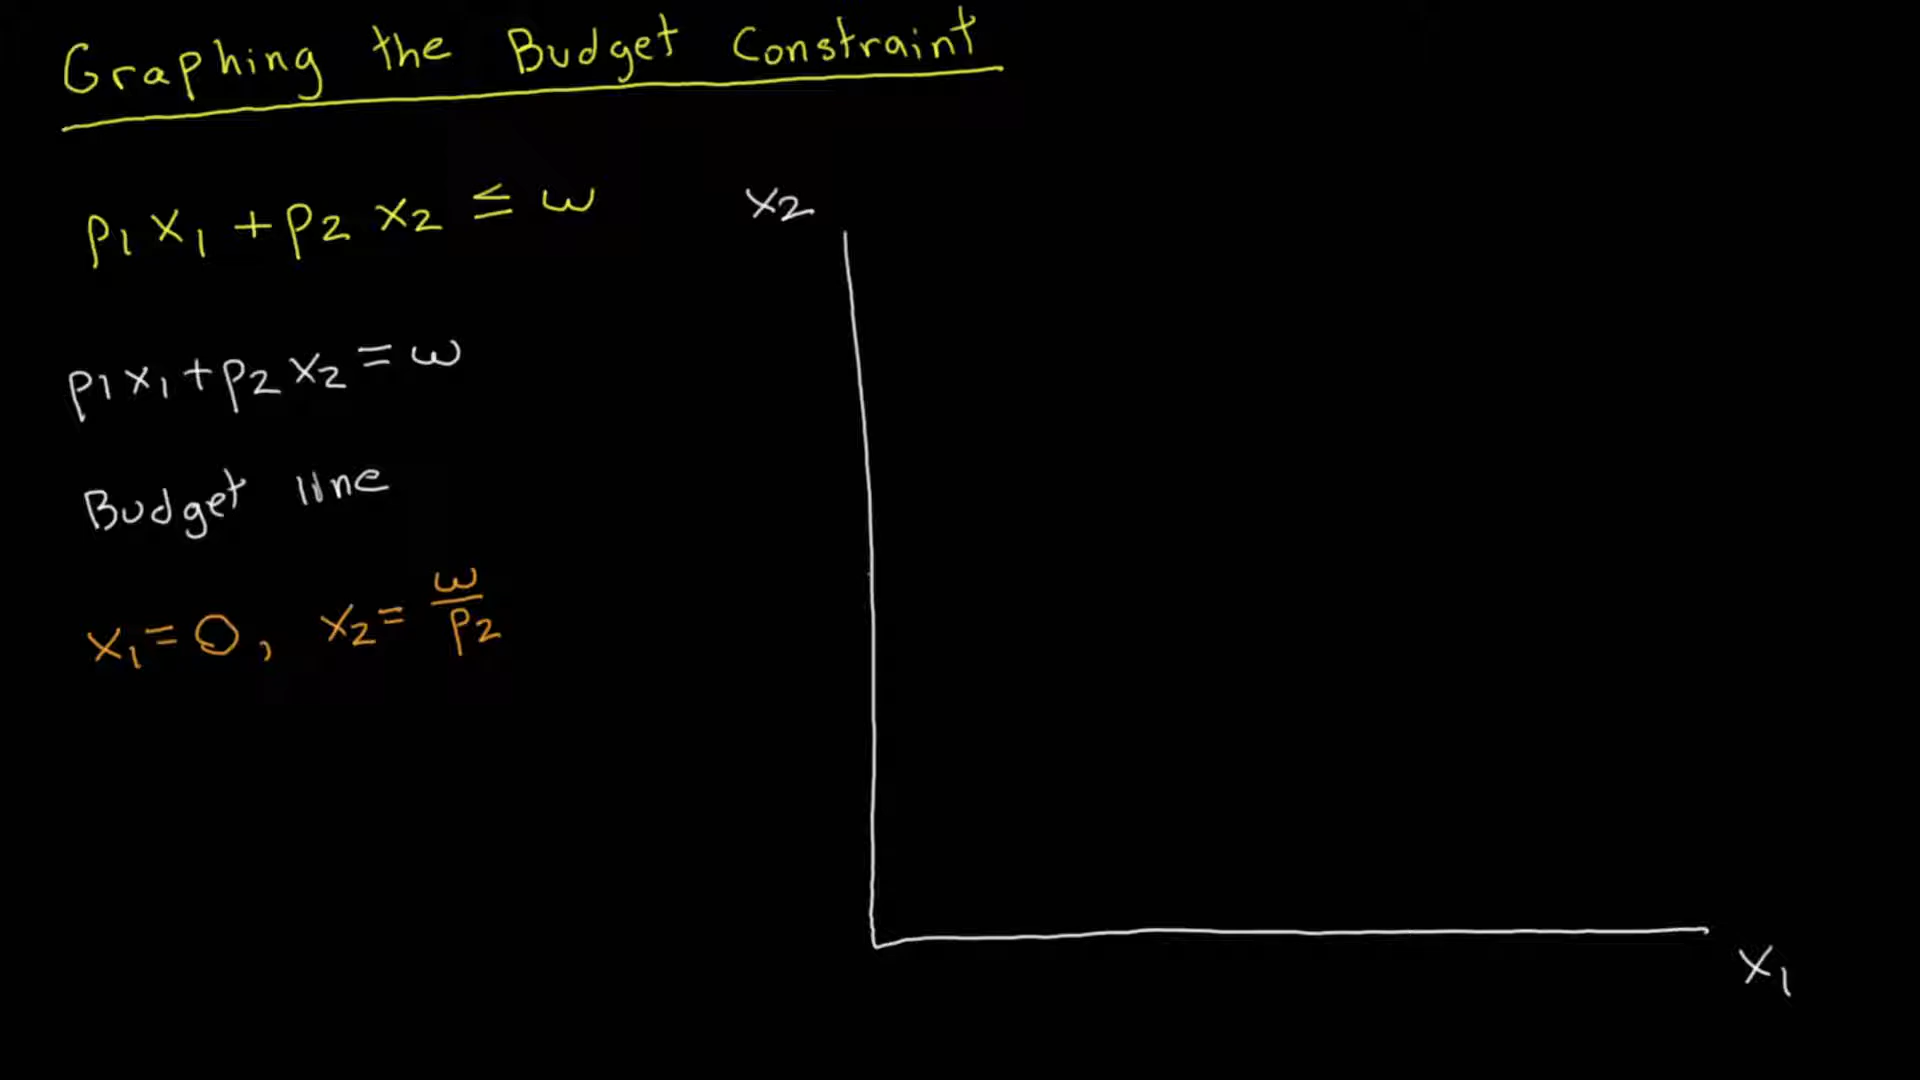 Graphing the Budget Constraint
p1 x1 + p2 x2 ≤ w
x2
p1 x1 + p2 x2 = w
Budget line
x1 = 0, x2 = w/p2
x1